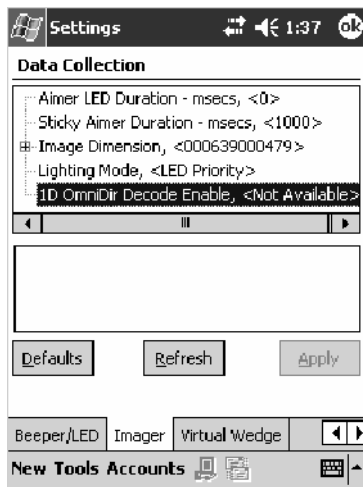 Settings 1:37 ok
Data Collection
Aimer LED Duration - msecs, <0>
Sticky Aimer Duration - msecs, <1000>
Image Dimension, <000639000479>
Lighting Mode, <LED Priority>
1D OmniDir Decode Enable, <Not Available>
Defaults Refresh Apply
Beeper/LED Imager Virtual Wedge
New Tools Accounts